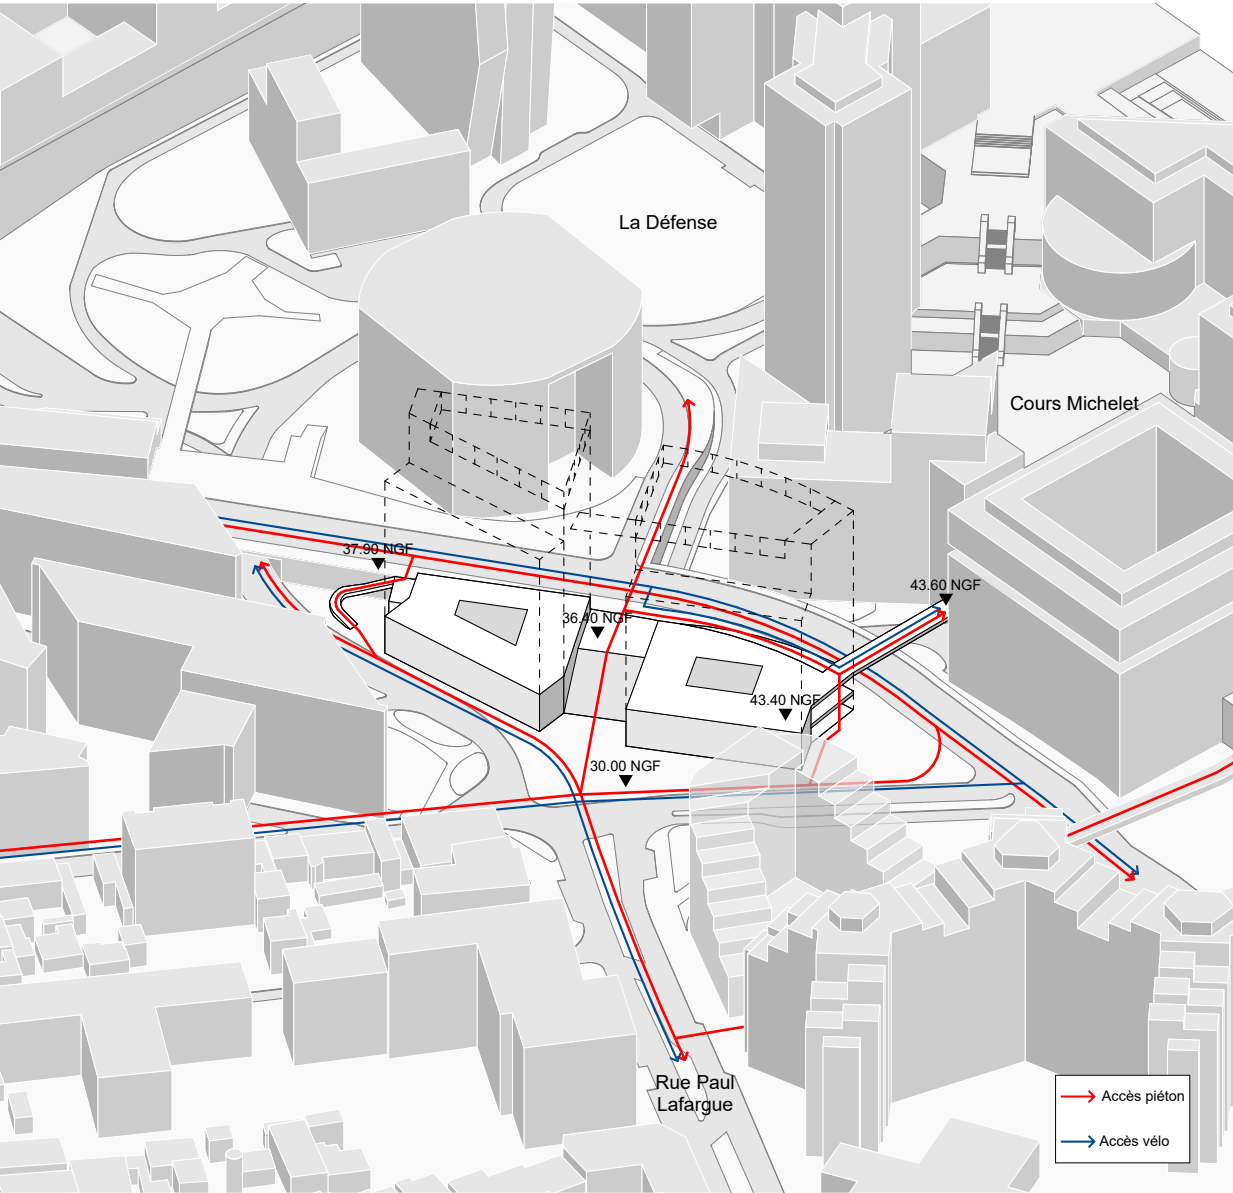 La Défense
Cours Michelet
37.90 NGF
43.60 NGF
36.40 NGF
43.40 NGF
30.00 NGF
Rue Paul
Lafargue
Accès piéton
Accès vélo